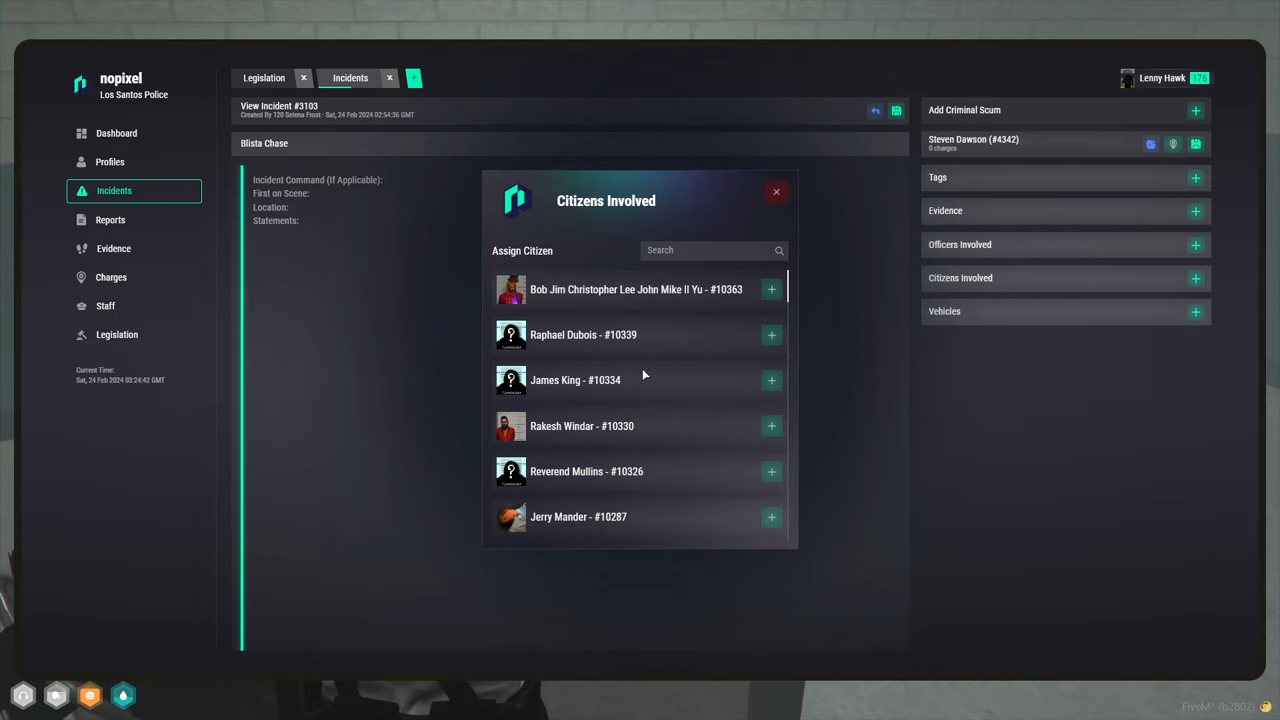 nopixel
Los Santos Police
Dashboard
Profiles
Incidents
Reports
Evidence
Charges
Staff
Legislation
Current Time:
Sat, 24 Feb 2024 03:24:42 GMT
Legislation
Incidents
Lenny Hawk 176
View Incident #3103
Created By 120 Selena Frost - Sat, 24 Feb 2024 02:54:36 GMT
Blista Chase
Incident Command (If Applicable):
First on Scene:
Location:
Statements:
Citizens Involved
Assign Citizen
Search
Bob Jim Christopher Lee John Mike II Yu - #10363
Raphael Dubois - #10339
James King - #10334
Rakesh Windar - #10330
Reverend Mullins - #10326
Jerry Mander - #10287
Add Criminal Scum
Steven Dawson (#4342)
0 charges
Tags
Evidence
Officers Involved
Citizens Involved
Vehicles
FiveM* (b2802)